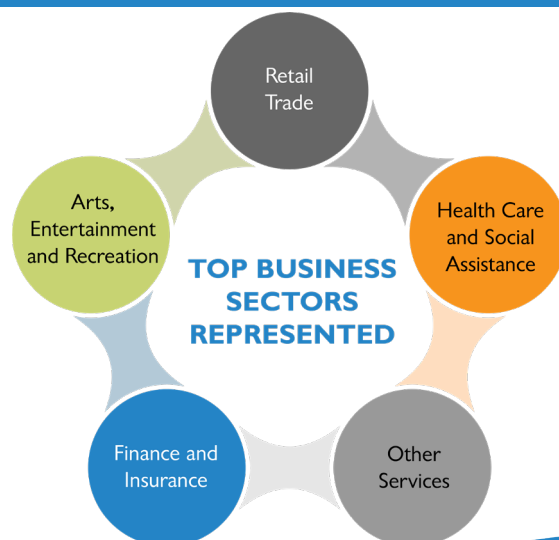 Retail
Trade
Arts,
Entertainment
and Recreation
Health Care
and Social
Assistance
TOP BUSINESS
SECTORS
REPRESENTED
Finance and
Insurance
Other
Services